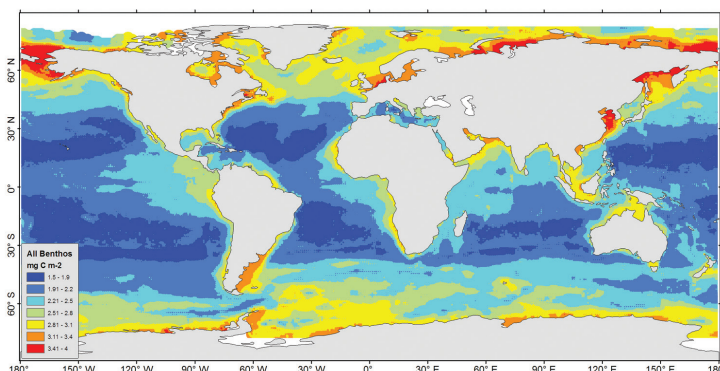 60° N
30° N
0°
30° S
60° S
All Benthos
mg C m-2
1.5 - 1.9
1.91 - 2.2
2.21 - 2.5
2.51 - 2.8
2.81 - 3.1
3.11 - 3.4
3.41 - 4
180° 150° W 120° W 90° W 60° W 30° W 0° 30° E 60° E 90° E 120° E 150° E 180°